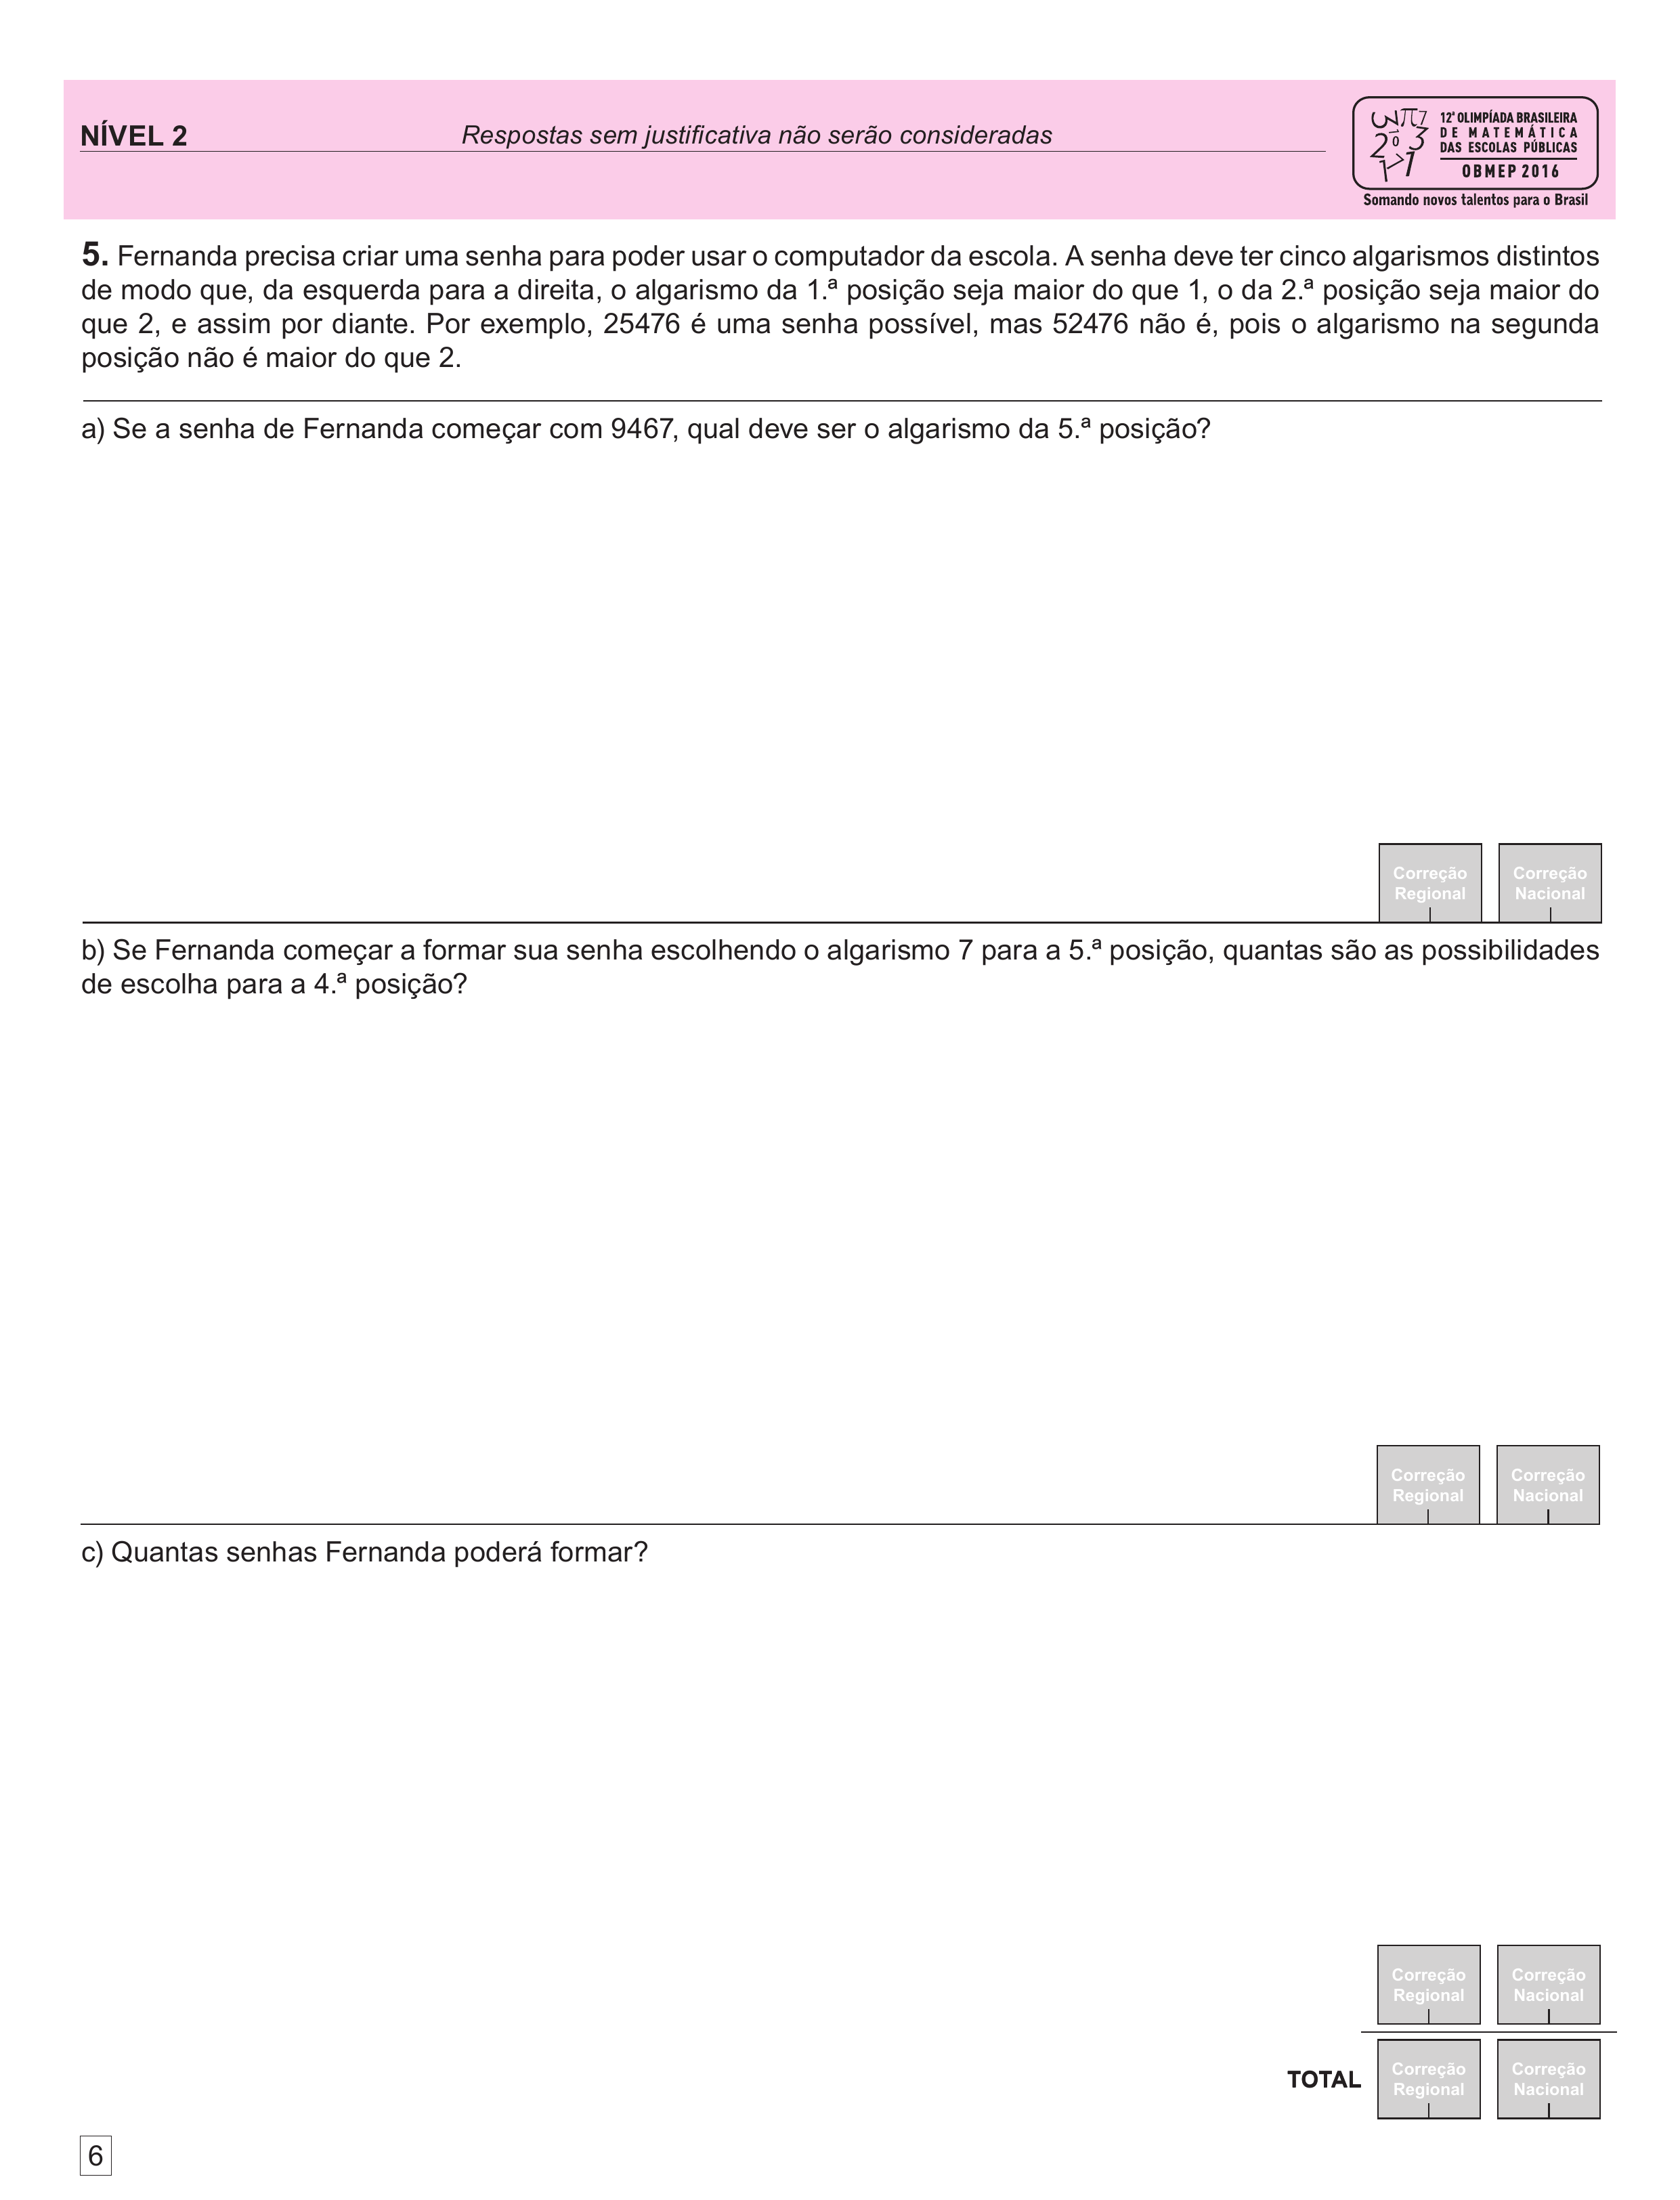 NÍVEL 2
Respostas sem justificativa não serão consideradas
12ª OLIMPÍADA BRASILEIRA
DE MATEMÁTICA
DAS ESCOLAS PÚBLICAS
OBMEP 2016
Somando novos talentos para o Brasil
5. Fernanda precisa criar uma senha para poder usar o computador da escola. A senha deve ter cinco algarismos distintos
de modo que, da esquerda para a direita, o algarismo da 1.ª posição seja maior do que 1, o da 2.ª posição seja maior do
que 2, e assim por diante. Por exemplo, 25476 é uma senha possível, mas 52476 não é, pois o algarismo na segunda
posição não é maior do que 2.
a) Se a senha de Fernanda começar com 9467, qual deve ser o algarismo da 5.ª posição?
Correção Correção
Regional Nacional
b) Se Fernanda começar a formar sua senha escolhendo o algarismo 7 para a 5.ª posição, quantas são as possibilidades
de escolha para a 4.ª posição?
Correção Correção
Regional Nacional
c) Quantas senhas Fernanda poderá formar?
Correção Correção
Regional Nacional
TOTAL
Correção Correção
Regional Nacional
6